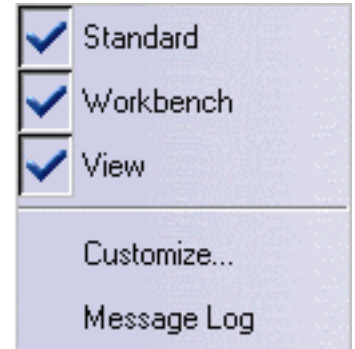 Standard
Workbench
View
Customize...
Message Log